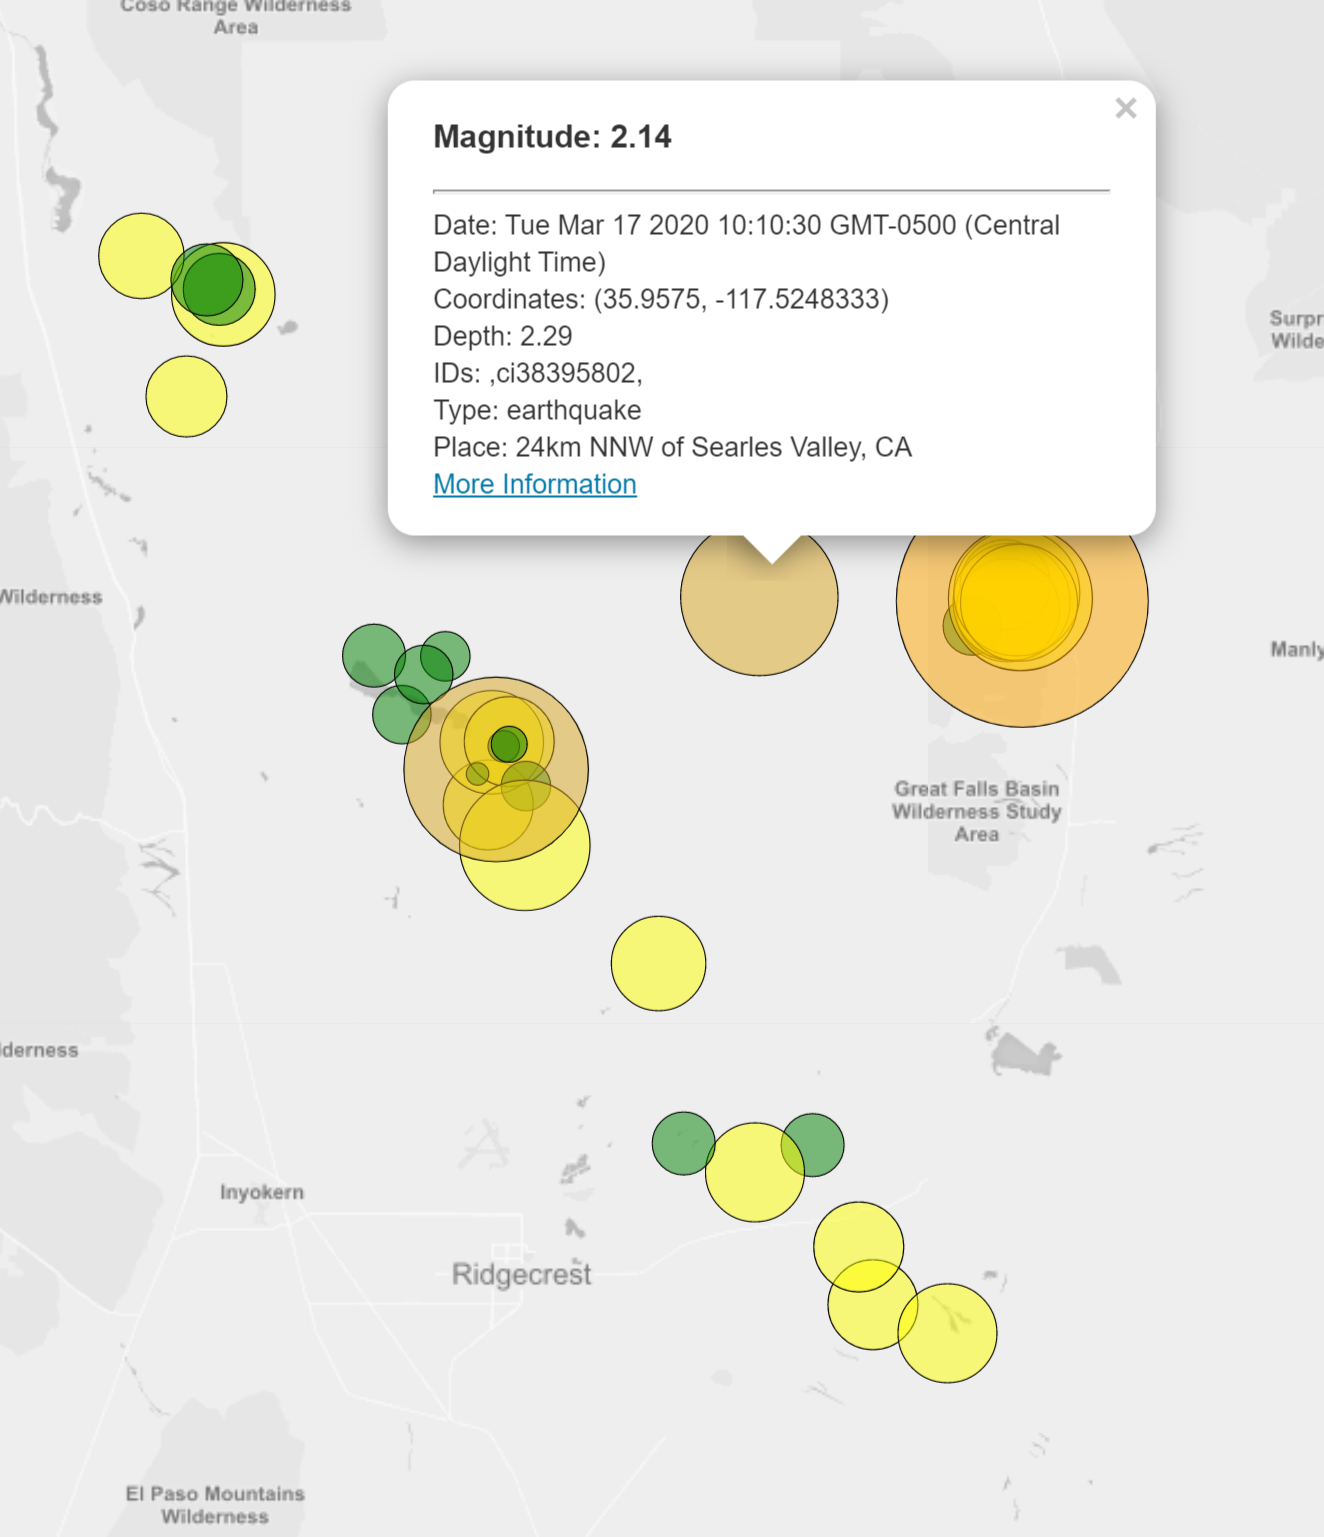 Coso Range Wilderness
Area
×
Magnitude: 2.14
Date: Tue Mar 17 2020 10:10:30 GMT-0500 (Central
Daylight Time)
Coordinates: (35.9575, -117.5248333)
Depth: 2.29
IDs: ,ci38395802,
Type: earthquake
Place: 24km NNW of Searles Valley, CA
More Information
Surpr
Wilde
Wilderness
Manly
Great Falls Basin
Wilderness Study
Area
lderness
Inyokern
Ridgecrest
El Paso Mountains
Wilderness